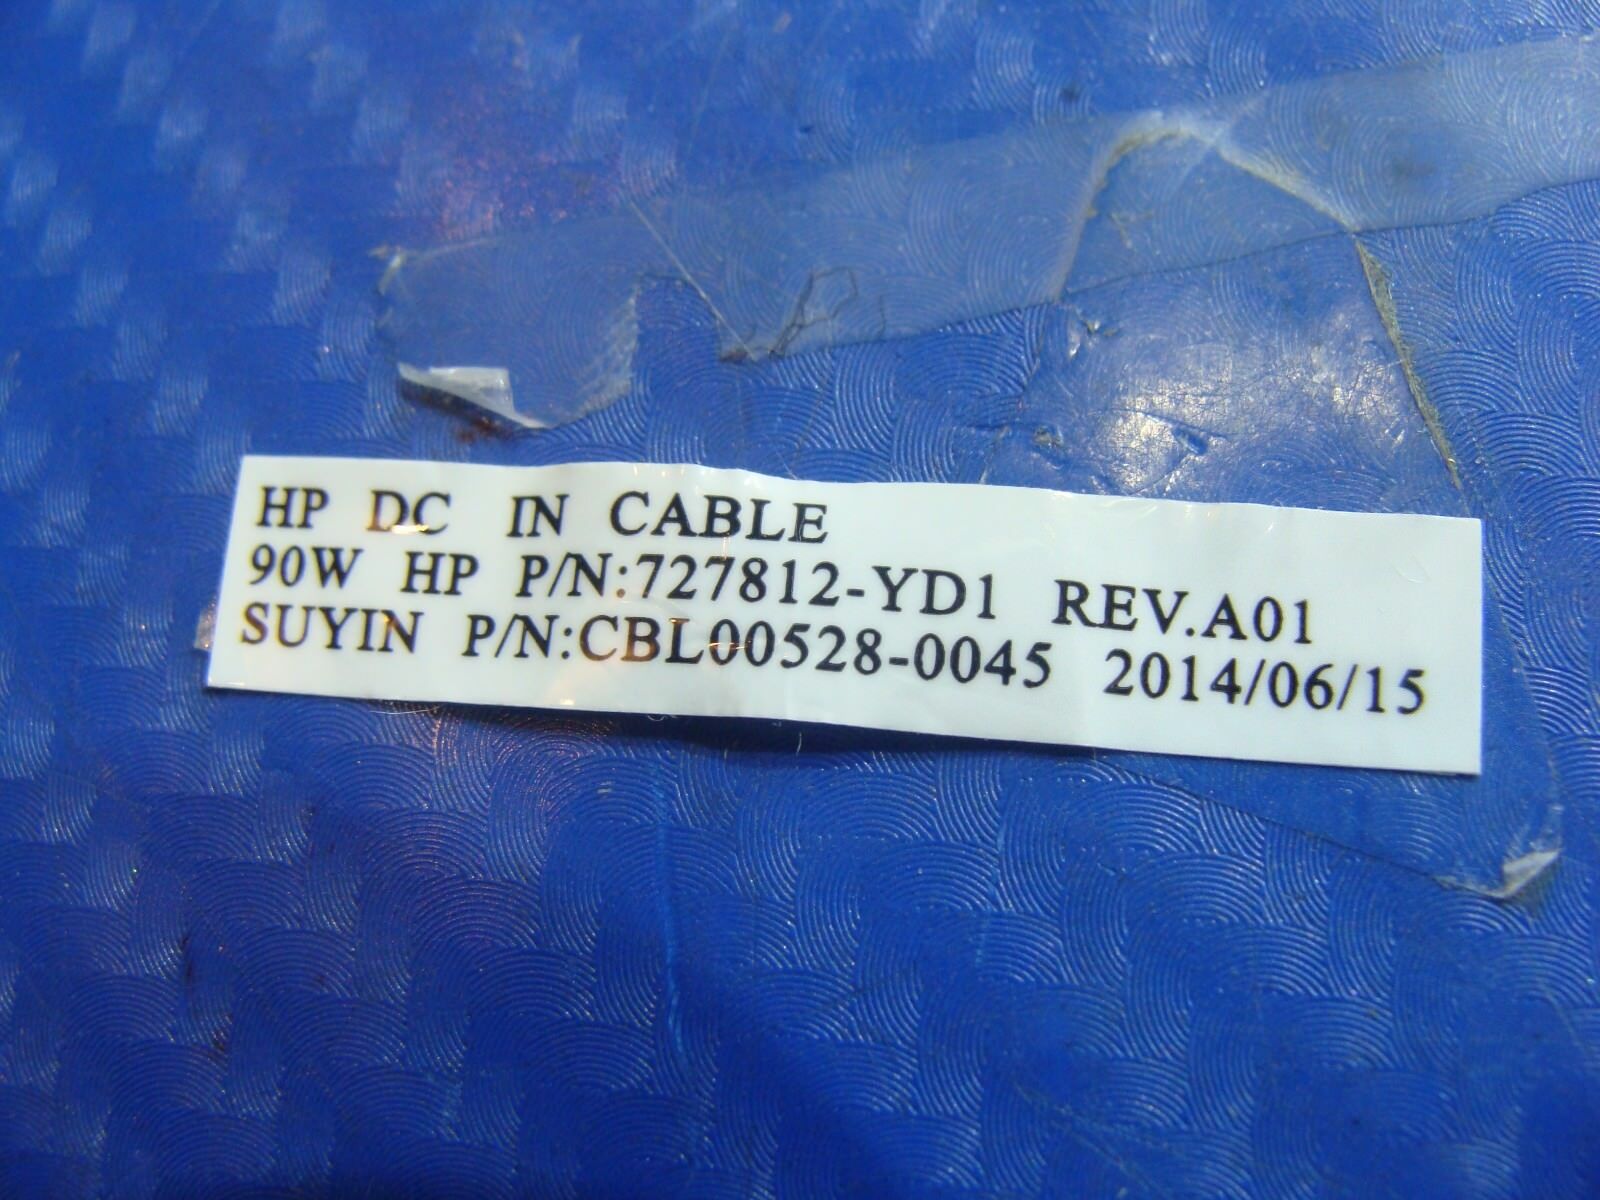 HP DC IN CABLE
90W HP P/N:727812-YD1 REV.A01
SUYIN P/N:CBL00528-0045 2014/06/15